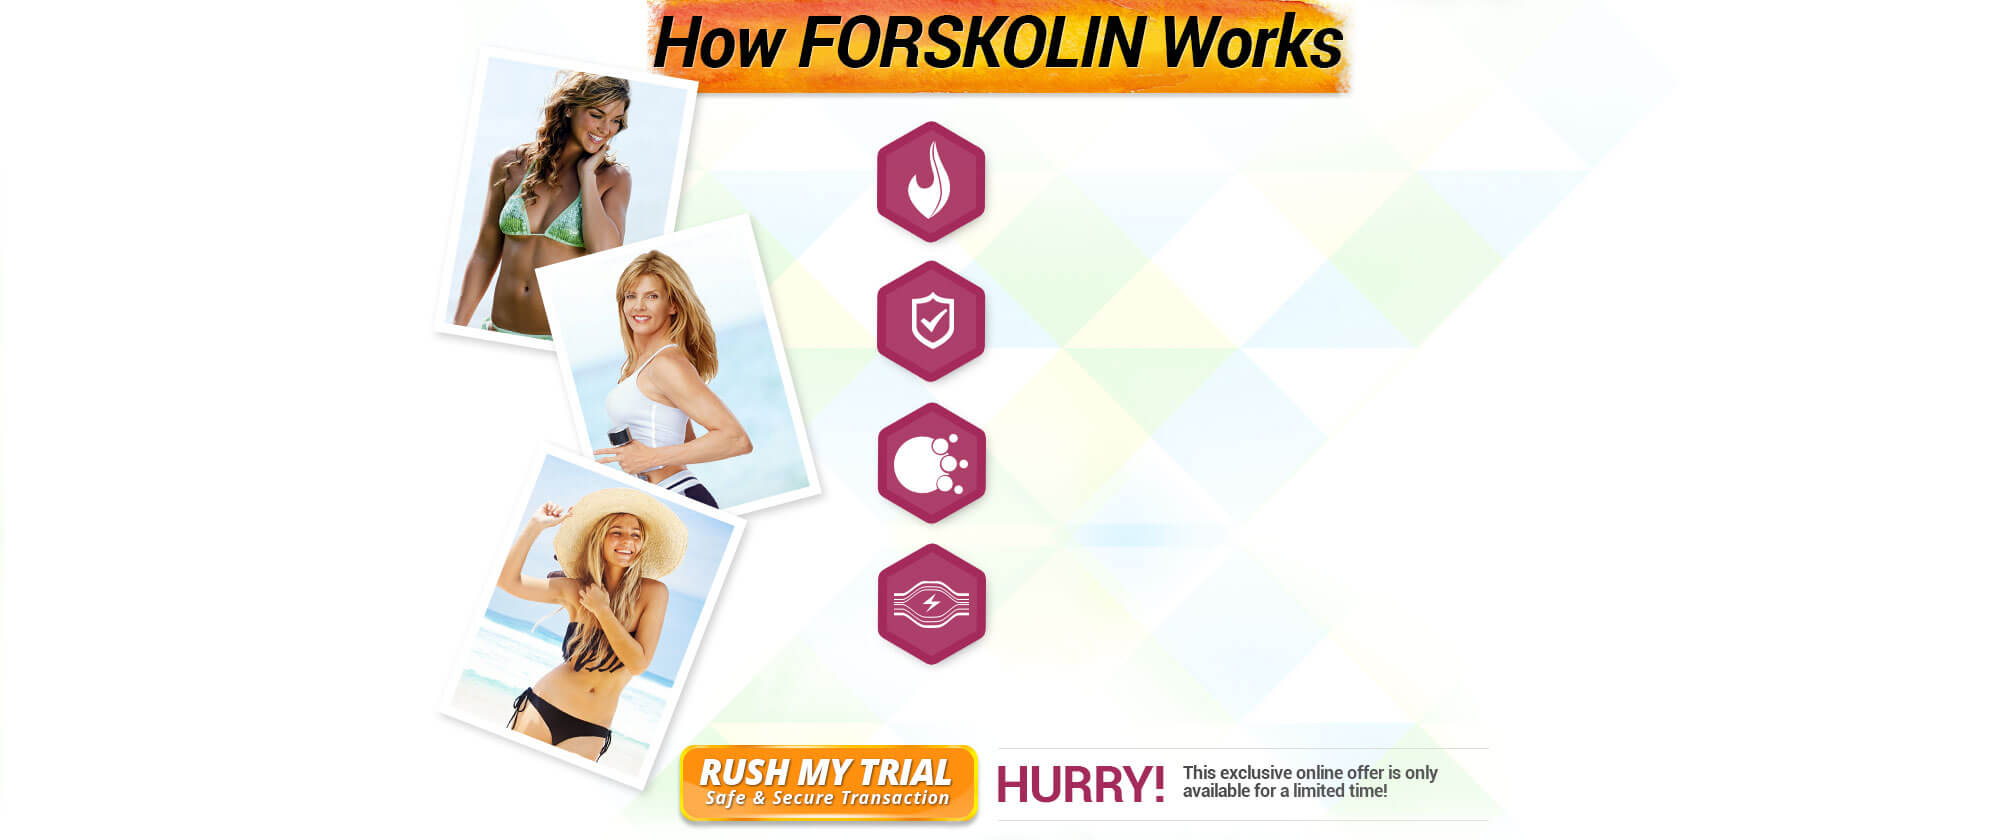 How FORSKOLIN Works
RUSH MY TRIAL
Safe & Secure Transaction
HURRY!
This exclusive online offer is only
available for a limited time!